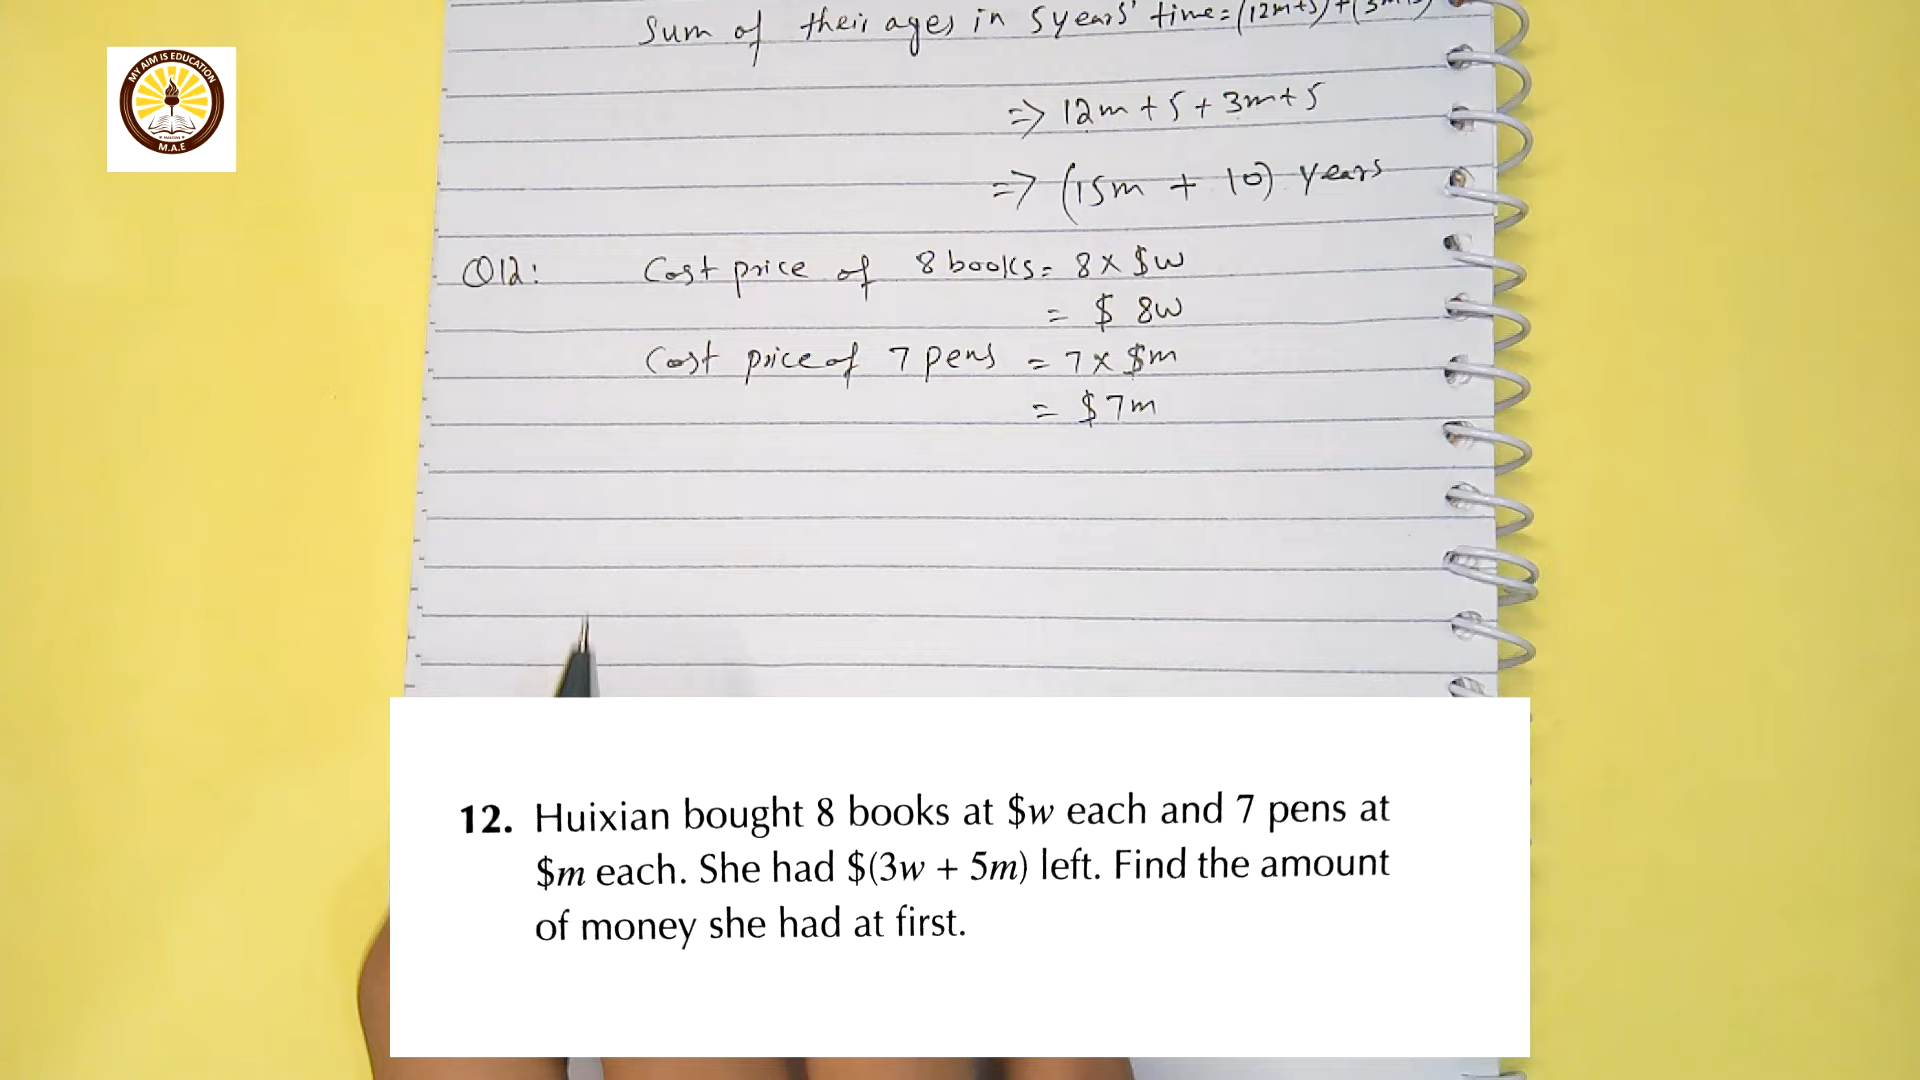 MY AIM IS EDUCATION
M.A.E
Sum of their ages in 5 years' time = (12m+5) + (3m
=> 12m + 5 + 3m + 5
=> (15m + 10) years
Q12: Cost price of 8 books = 8 x $w
= $ 8w
Cost price of 7 pens = 7 x $m
= $7m
12. Huixian bought 8 books at $w each and 7 pens at
$m each. She had $(3w + 5m) left. Find the amount
of money she had at first.